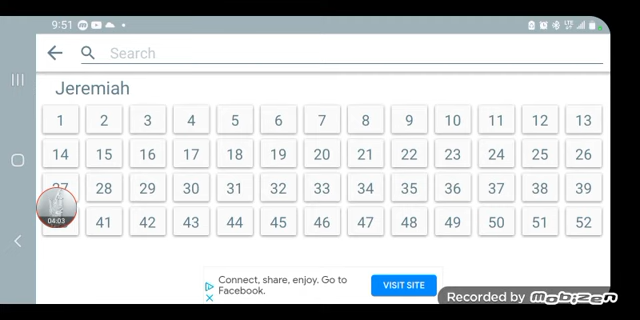 9:51 LTE
Search
Jeremiah
1 2 3 4 5 6 7 8 9 10 11 12 13
14 15 16 17 18 19 20 21 22 23 24 25 26
27 28 29 30 31 32 33 34 35 36 37 38 39
41 42 43 44 45 46 47 48 49 50 51 52
04:03
Connect, share, enjoy. Go to
Facebook.
VISIT SITE
Recorded by Mobizen